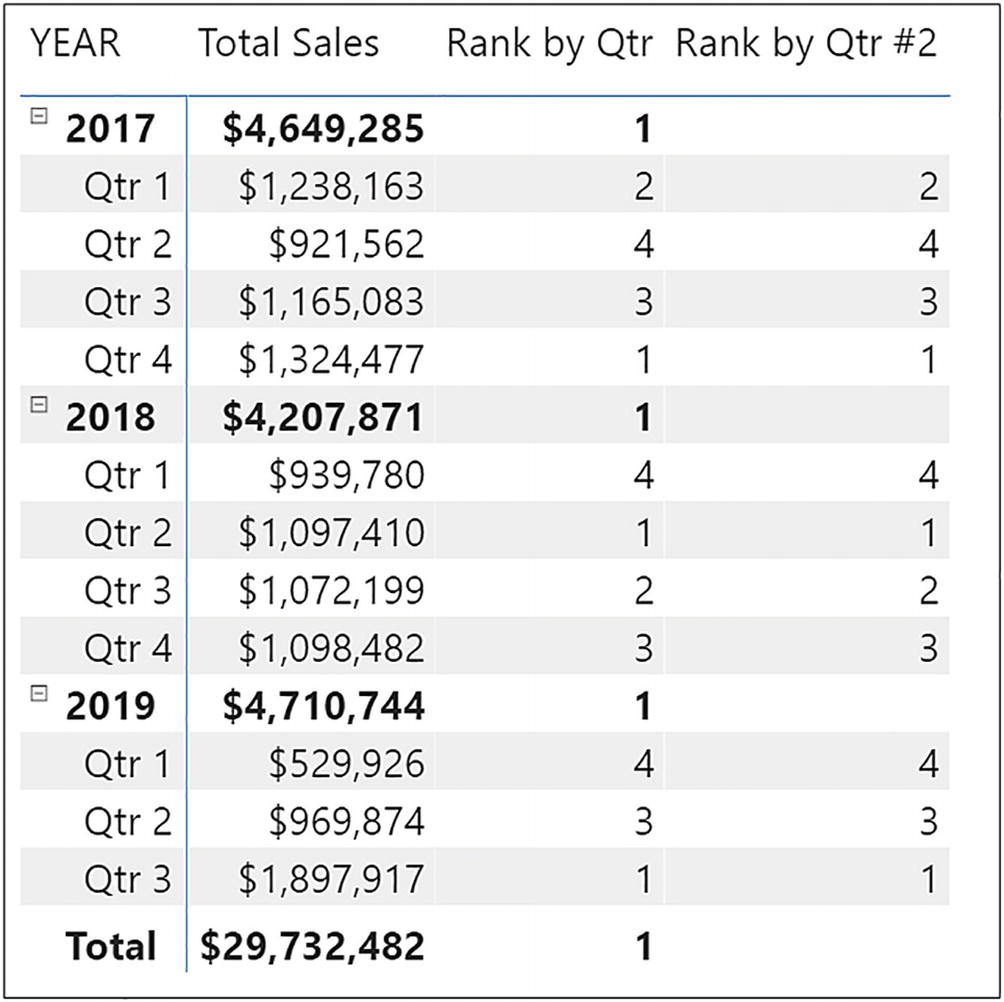 YEAR Total Sales Rank by Qtr Rank by Qtr #2
2017 $4,649,285 1
Qtr 1 $1,238,163 2 2
Qtr 2 $921,562 4 4
Qtr 3 $1,165,083 3 3
Qtr 4 $1,324,477 1 1
2018 $4,207,871 1
Qtr 1 $939,780 4 4
Qtr 2 $1,097,410 1 1
Qtr 3 $1,072,199 2 2
Qtr 4 $1,098,482 3 3
2019 $4,710,744 1
Qtr 1 $529,926 4 4
Qtr 2 $969,874 3 3
Qtr 3 $1,897,917 1 1
Total $29,732,482 1